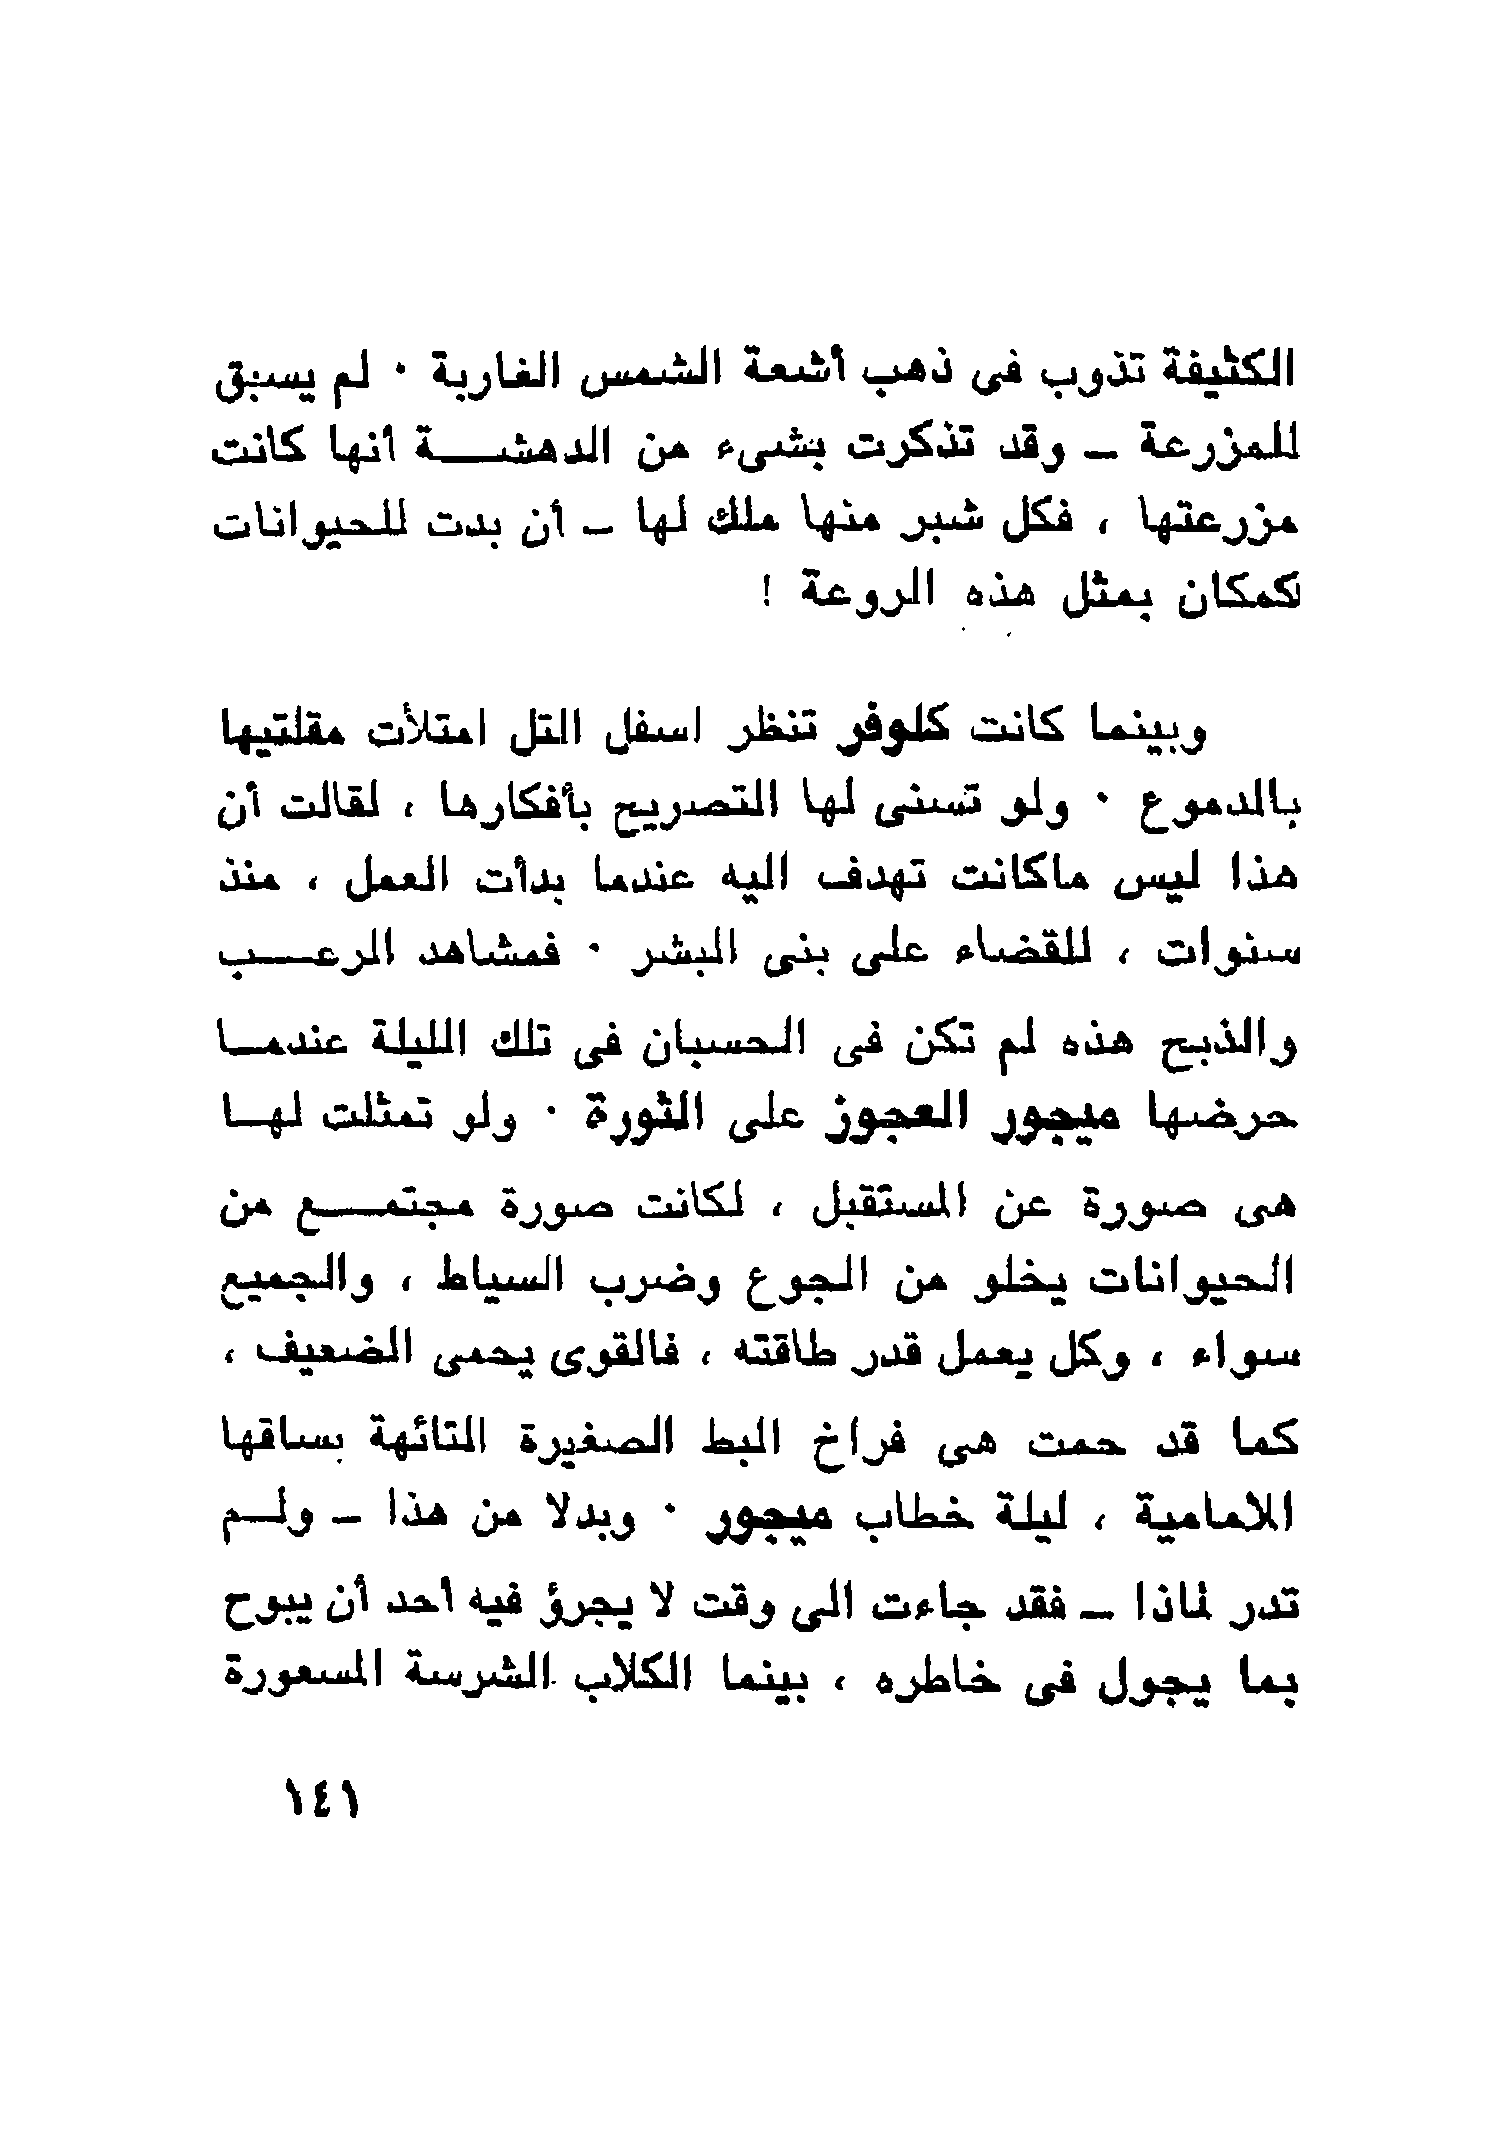 الكثيفة تذوب فى ذهب أشعة الشمس الغاربة ٠ لم يسبق
للمزرعة – وقد تذكرت بشىء من الدهشة أنها كانت
مزرعتها ، فكل شبر منها ملك لها – أن بدت للحيوانات
كمكان بمثل هذه الروعة !
وبينما كانت كلوفر تنظر اسفل التل امتلأت مقلتيها
بالدموع ٠ ولو تسنى لها التصريح بأفكارها ، لقالت أن
هذا ليس ماكانت تهدف اليه عندما بدأت العمل ، منذ
سنوات ، للقضاء على بنى البشر ٠ فمشاهد الرعب
والذبح هذه لم تكن فى الحسبان فى تلك الليلة عندما
حرضها ميجور العجوز على الثورة ٠ ولو تمثلت لها
هى صورة عن المستقبل ، لكانت صورة مجتمع من
الحيوانات يخلو من الجوع وضرب السياط ، والجميع
سواء ، وكل يعمل قدر طاقته ، فالقوى يحمى الضعيف ،
كما قد حمت هى فراخ البط الصغيرة التائهة بساقها
الامامية ، ليلة خطاب ميجور ٠ وبدلا من هذا – ولم
تدر لماذا – فقد جاءت الى وقت لا يجرؤ فيه أحد أن يبوح
بما يجول فى خاطره ، بينما الكلاب الشرسة المسعورة
١٤١